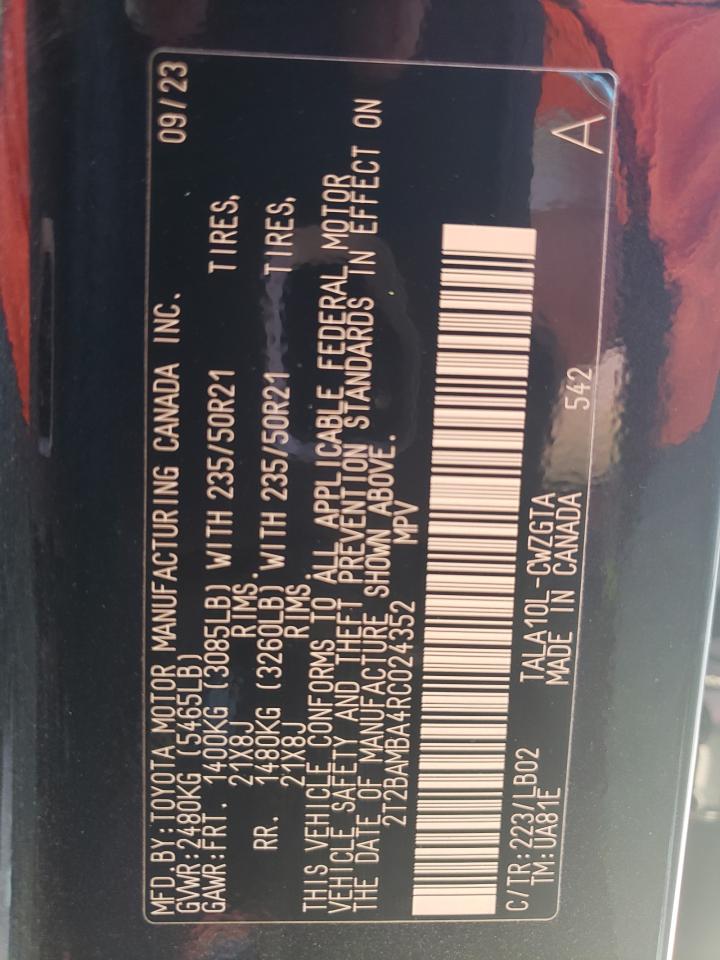 MFD.BY:TOYOTA MOTOR MANUFACTURING CANADA INC. 09/23
GVWR:2480KG (5465LB)
GAWR:FRT. 1400KG (3085LB) WITH 235/50R21 TIRES,
21X8J RIMS.
RR. 1480KG (3260LB) WITH 235/50R21 TIRES,
21X8J RIMS.
THIS VEHICLE CONFORMS TO ALL APPLICABLE FEDERAL MOTOR
VEHICLE SAFETY AND THEFT PREVENTION STANDARDS IN EFFECT ON
THE DATE OF MANUFACTURE SHOWN ABOVE.
2T2BAMBA4RC024352 MPV
C/TR:223/LB02 TALA10L-CWZGTA 542 A
TM:UA81E MADE IN CANADA